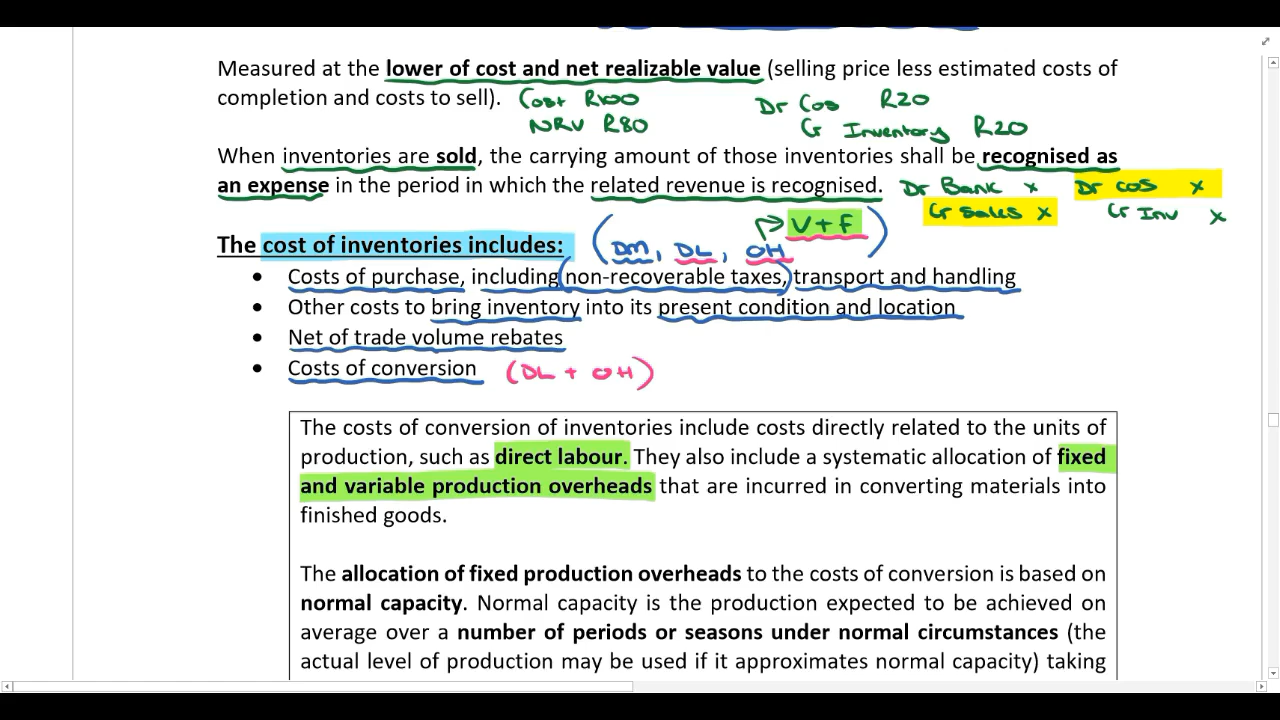 Measured at the lower of cost and net realizable value (selling price less estimated costs of
completion and costs to sell). Cost R100 Dr Cos R20
NRV R80 Cr Inventory R20
When inventories are sold, the carrying amount of those inventories shall be recognised as
an expense in the period in which the related revenue is recognised. Dr Bank x Dr cos x
Cr Sales x Cr Inv x
V + F
The cost of inventories includes: (DM, DL, OH)
• Costs of purchase, including (non-recoverable taxes,) transport and handling
• Other costs to bring inventory into its present condition and location
• Net of trade volume rebates
• Costs of conversion (DL + OH)
The costs of conversion of inventories include costs directly related to the units of
production, such as direct labour. They also include a systematic allocation of fixed
and variable production overheads that are incurred in converting materials into
finished goods.
The allocation of fixed production overheads to the costs of conversion is based on
normal capacity. Normal capacity is the production expected to be achieved on
average over a number of periods or seasons under normal circumstances (the
actual level of production may be used if it approximates normal capacity) taking